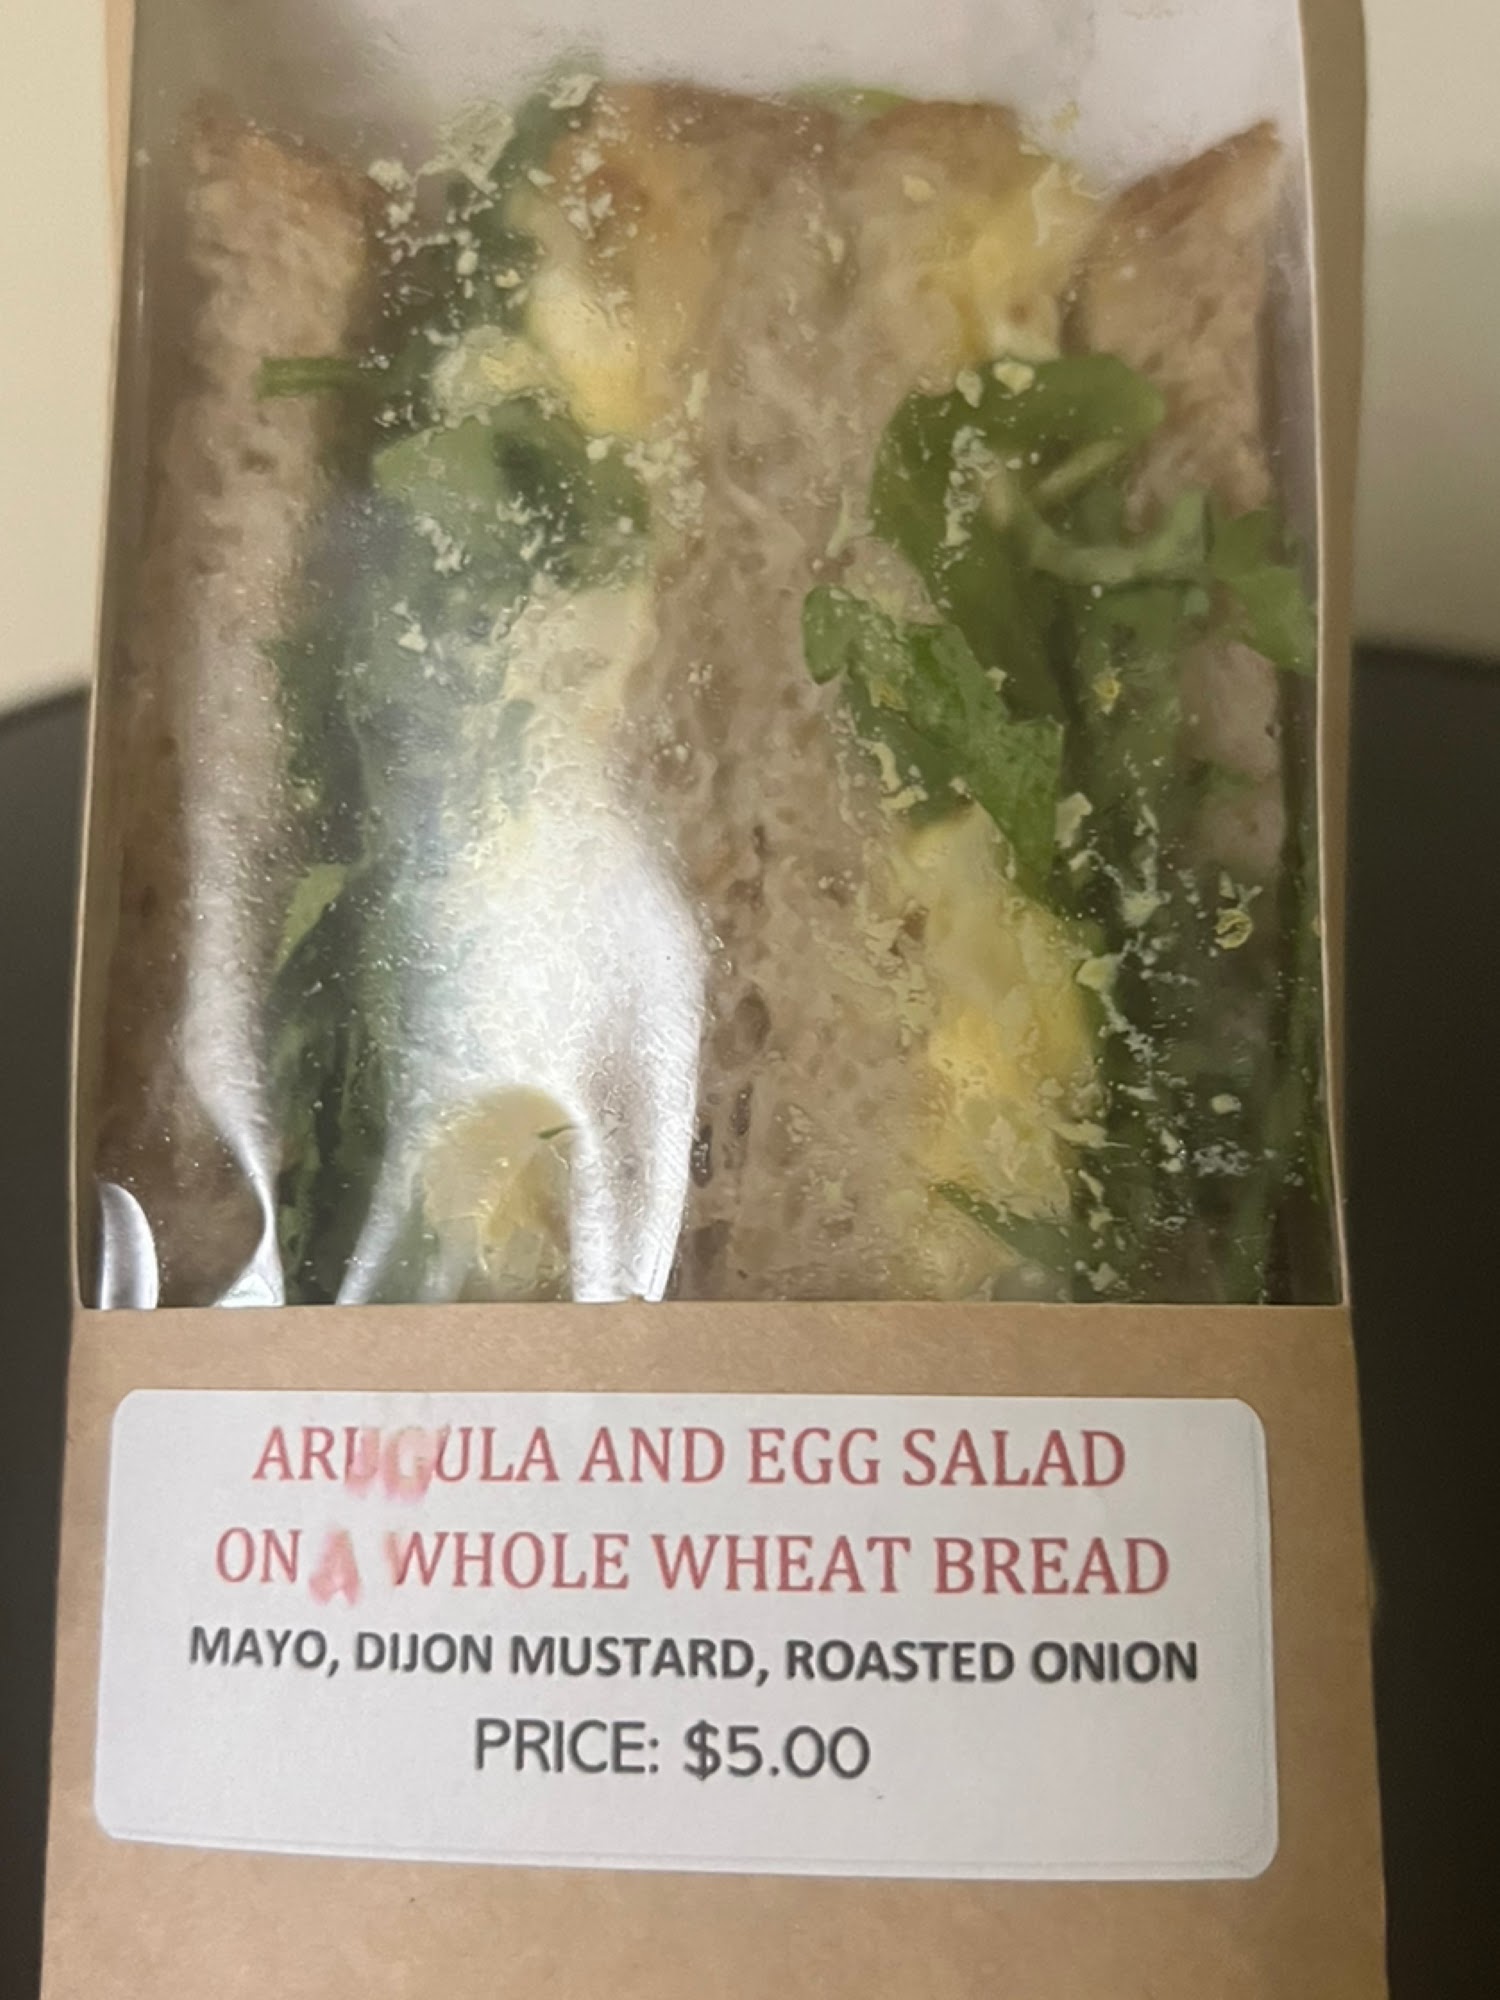 ARUGULA AND EGG SALAD
ON A WHOLE WHEAT BREAD
MAYO, DIJON MUSTARD, ROASTED ONION
PRICE: $5.00